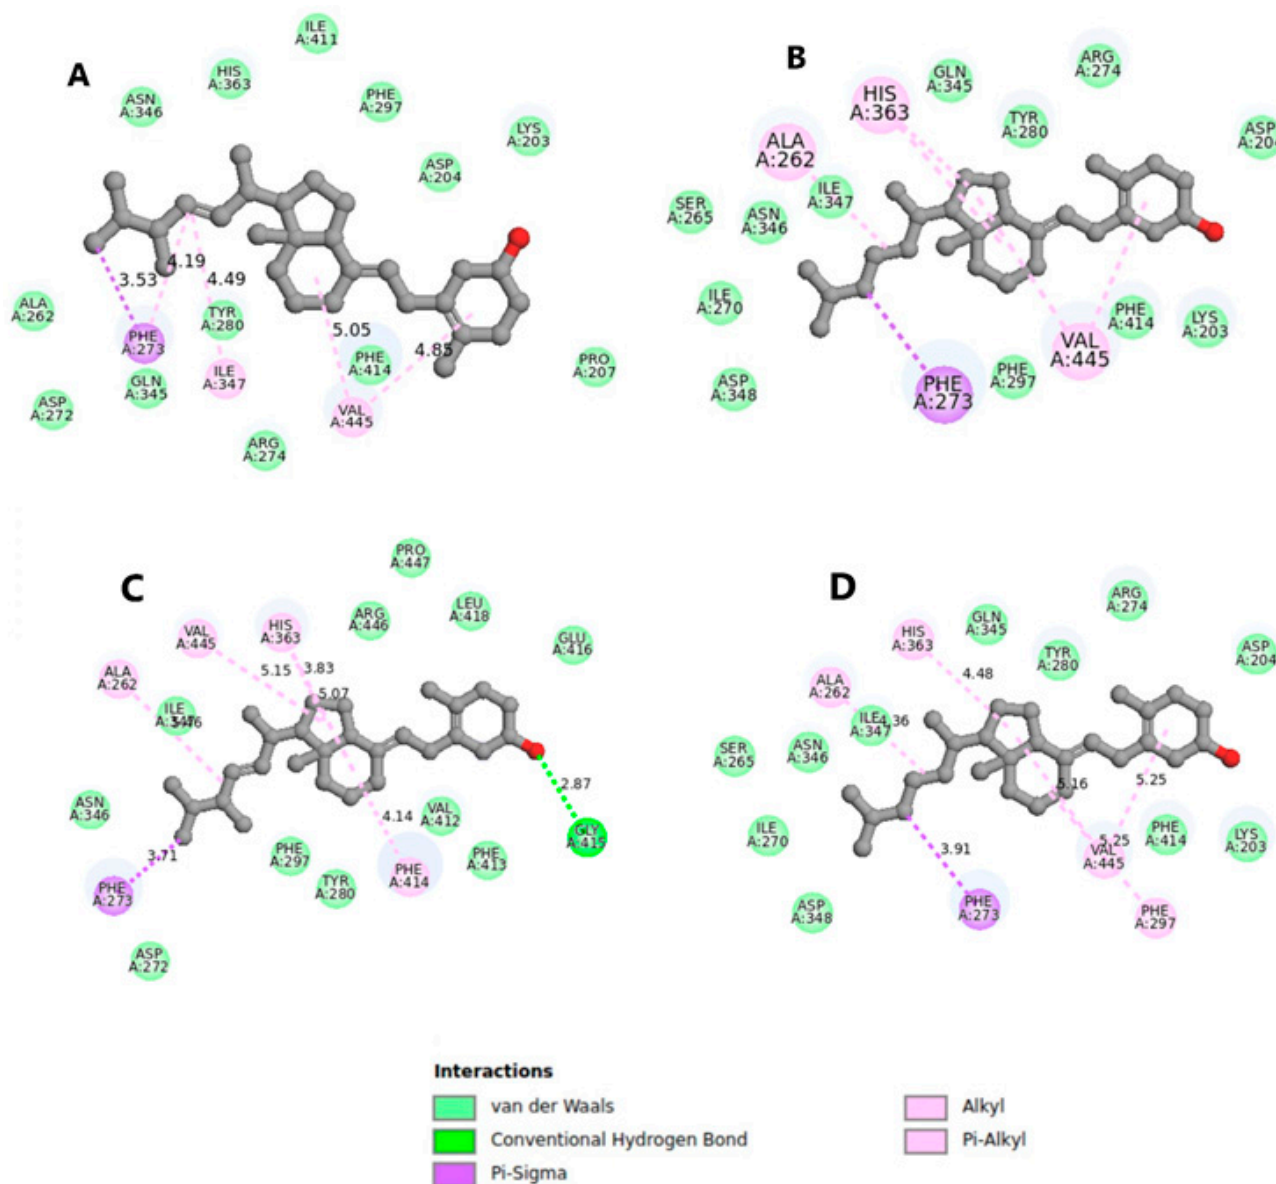 A
ILE
A:411
HIS
A:363
ASN
A:346
PHE
A:297
LYS
A:203
ASP
A:204
3.53
4.19
4.49
ALA
A:262
PHE
A:273
TYR
A:280
5.05
4.85
PHE
A:414
PRO
A:207
ASP
A:272
GLN
A:345
ILE
A:347
VAL
A:445
ARG
A:274
B
GLN
A:345
ARG
A:274
HIS
A:363
TYR
A:280
ASP
A:204
ALA
A:262
ILE
A:347
SER
A:265
ASN
A:346
ILE
A:270
PHE
A:414
LYS
A:203
VAL
A:445
ASP
A:348
PHE
A:273
PHE
A:297
C
PRO
A:447
ARG
A:446
LEU
A:418
VAL
A:445
HIS
A:363
GLU
A:416
ALA
A:262
5.15
3.83
5.07
ILE
A:347
ASN
A:346
2.87
4.14
VAL
A:412
GLY
A:415
3.71
PHE
A:297
PHE
A:413
PHE
A:273
TYR
A:280
PHE
A:414
ASP
A:272
D
ARG
A:274
HIS
A:363
GLN
A:345
TYR
A:280
ASP
A:204
4.48
ALA
A:262
ILE
A:347
4.36
SER
A:265
ASN
A:346
5.16
5.25
ILE
A:270
5.25
PHE
A:414
LYS
A:203
3.91
VAL
A:445
ASP
A:348
PHE
A:273
PHE
A:297
Interactions
van der Waals
Conventional Hydrogen Bond
Pi-Sigma
Alkyl
Pi-Alkyl